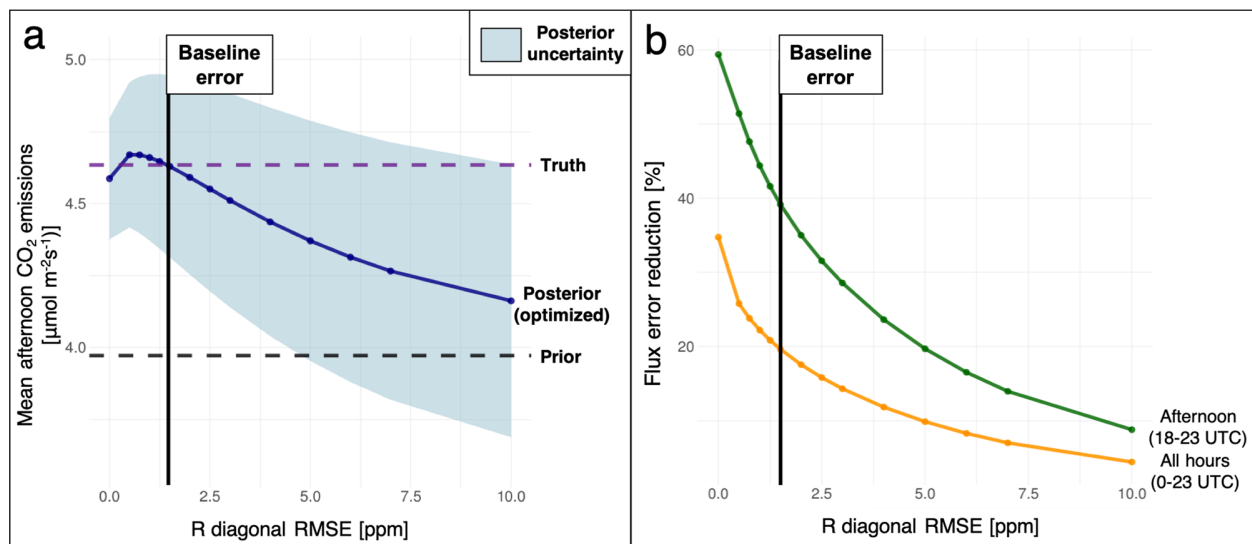 a
Baseline
error
Posterior
uncertainty
Mean afternoon CO₂ emissions
[μmol m⁻²s⁻¹)]
5.0
4.5
4.0
Truth
Posterior
(optimized)
Prior
0.0 2.5 5.0 7.5 10.0
R diagonal RMSE [ppm]
b
Baseline
error
Flux error reduction [%]
60
40
20
Afternoon
(18-23 UTC)
All hours
(0-23 UTC)
0.0 2.5 5.0 7.5 10.0
R diagonal RMSE [ppm]